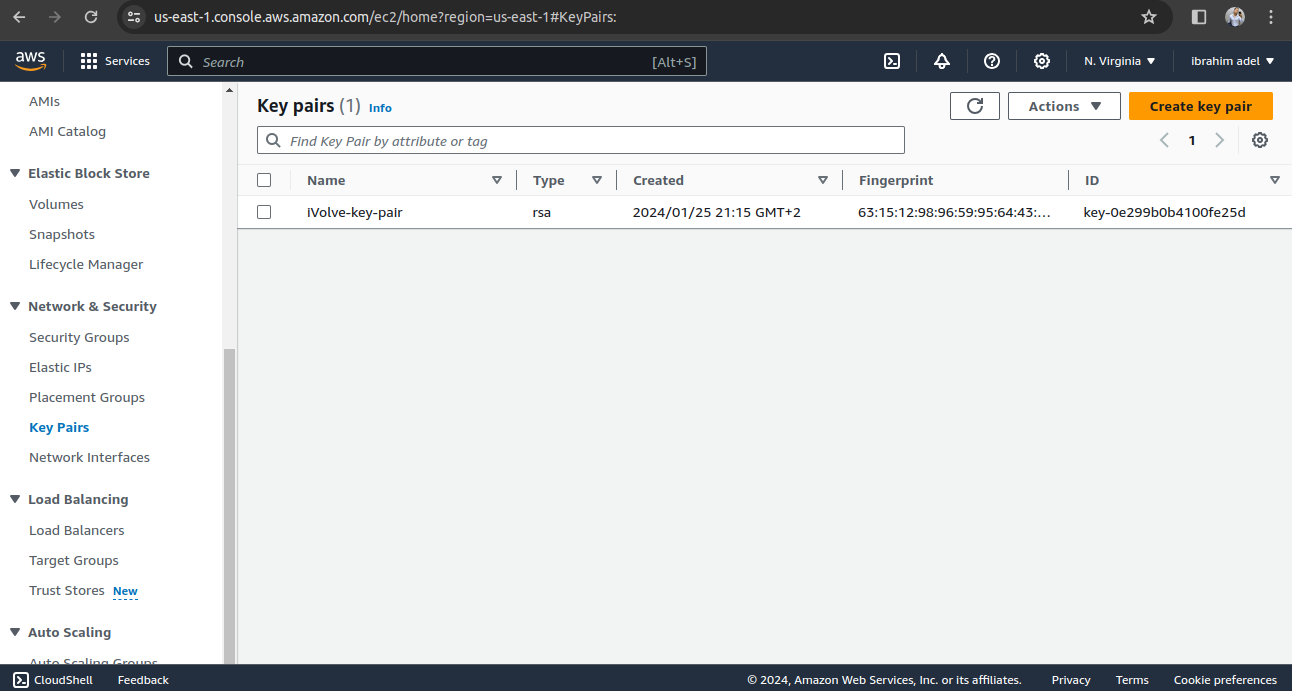 us-east-1.console.aws.amazon.com/ec2/home?region=us-east-1#KeyPairs:
aws Services Search [Alt+S] N. Virginia ibrahim adel
AMIs
AMI Catalog
Elastic Block Store
Volumes
Snapshots
Lifecycle Manager
Network & Security
Security Groups
Elastic IPs
Placement Groups
Key Pairs
Network Interfaces
Load Balancing
Load Balancers
Target Groups
Trust Stores New
Auto Scaling
Auto Scaling Groups
Key pairs (1) Info Actions Create key pair
Find Key Pair by attribute or tag 1
Name Type Created Fingerprint ID
iVolve-key-pair rsa 2024/01/25 21:15 GMT+2 63:15:12:98:96:59:95:64:43:... key-0e299b0b4100fe25d
CloudShell Feedback © 2024, Amazon Web Services, Inc. or its affiliates. Privacy Terms Cookie preferences